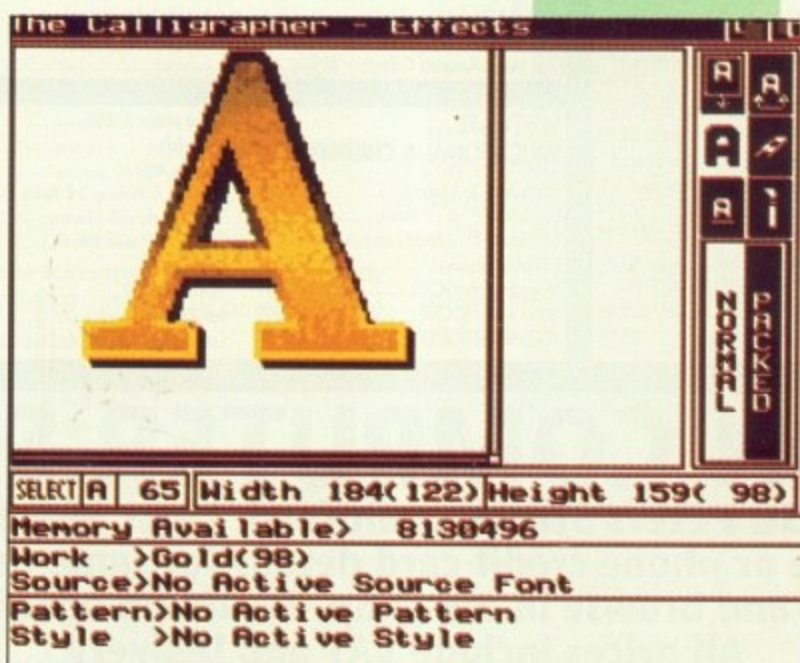 The Calligrapher - Effects
A
A
A
A
A
NORMAL
PACKED
SELECT A 65 Width 184(122) Height 159( 98)
Memory Available> 8130496
Work >Gold(98)
Source>No Active Source Font
Pattern>No Active Pattern
Style >No Active Style